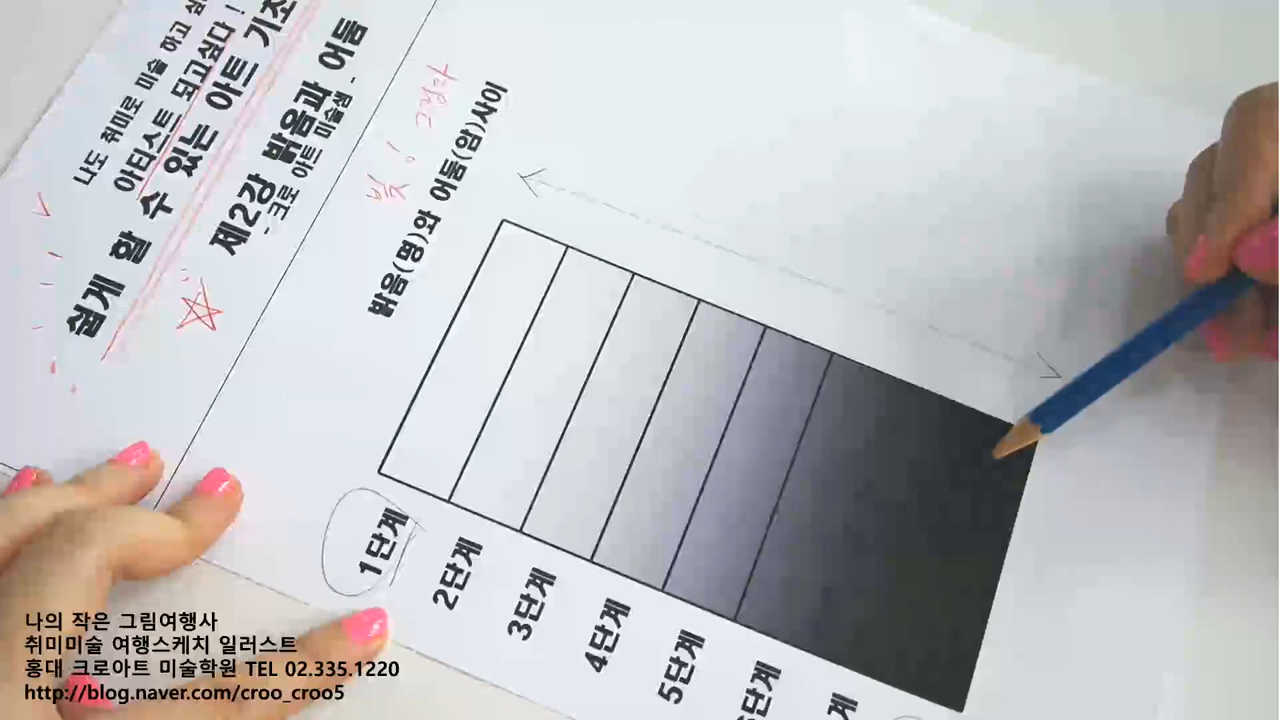 나도 취미로 미술 하고 싶
아티스트 되고싶다 !
쉽게 할 수 있는 아트 기초
제2강 밝음과 어둠
- 크로 아트 미술쌤 -
빛, 그림자
밝음(명)와 어둠(암)사이
1단계
2단계
3단계
4단계
5단계
6단계
계
나의 작은 그림여행사
취미미술 여행스케치 일러스트
홍대 크로아트 미술학원 TEL 02.335.1220
http://blog.naver.com/croo_croo5